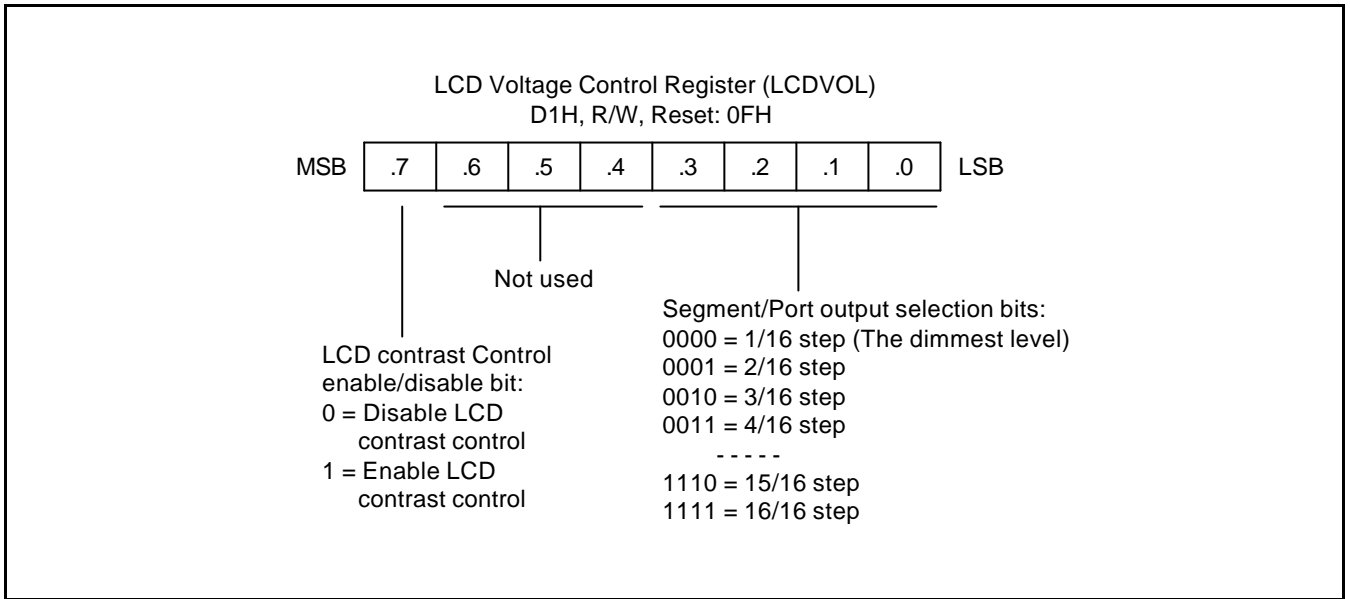 LCD Voltage Control Register (LCDVOL)
D1H, R/W, Reset: 0FH
MSB .7 .6 .5 .4 .3 .2 .1 .0 LSB
Not used
LCD contrast Control
enable/disable bit:
0 = Disable LCD
contrast control
1 = Enable LCD
contrast control
Segment/Port output selection bits:
0000 = 1/16 step (The dimmest level)
0001 = 2/16 step
0010 = 3/16 step
0011 = 4/16 step
- - - - -
1110 = 15/16 step
1111 = 16/16 step